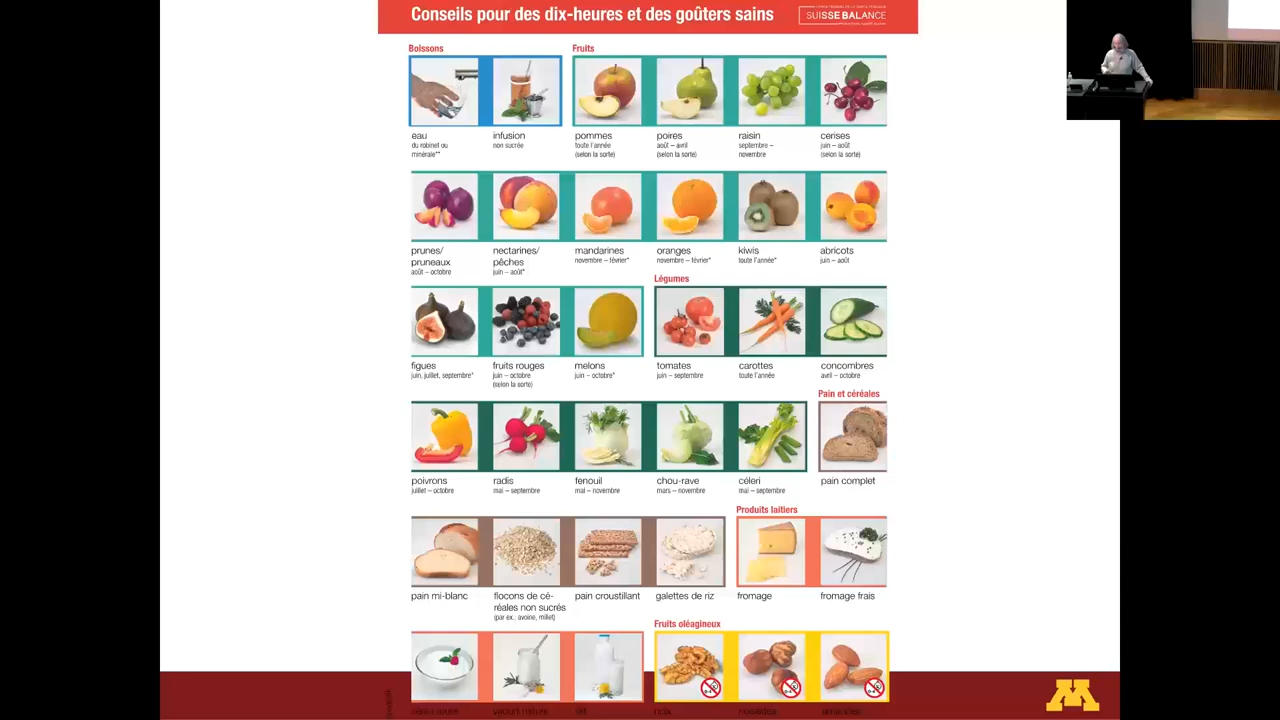 Conseils pour des dix-heures et des goûters sains
SUISSE BALANCE
Boissons
Fruits
eau
du robinet ou
minérale**
infusion
non sucrée
pommes
toute l'année
(selon la sorte)
poires
août – avril
(selon la sorte)
raisin
septembre –
novembre
cerises
juin – août
(selon la sorte)
prunes/
pruneaux
août – octobre
nectarines/
pêches
juin – août*
mandarines
novembre – février*
oranges
novembre – février*
kiwis
toute l'année*
abricots
juin – août
Légumes
figues
juin, juillet, septembre*
fruits rouges
juin – octobre
(selon la sorte)
melons
juin – octobre*
tomates
juin – septembre
carottes
toute l'année
concombres
avril – octobre
Pain et céréales
poivrons
juillet – octobre
radis
mai – septembre
fenouil
mai – novembre
chou-rave
mars – novembre
céleri
mai – septembre
pain complet
Produits laitiers
pain mi-blanc
flocons de cé-
réales non sucrés
(par ex.: avoine, millet)
pain croustillant
galettes de riz
fromage
fromage frais
Fruits oléagineux
yaourt nature
lait
noix
noisettes
amandes
M